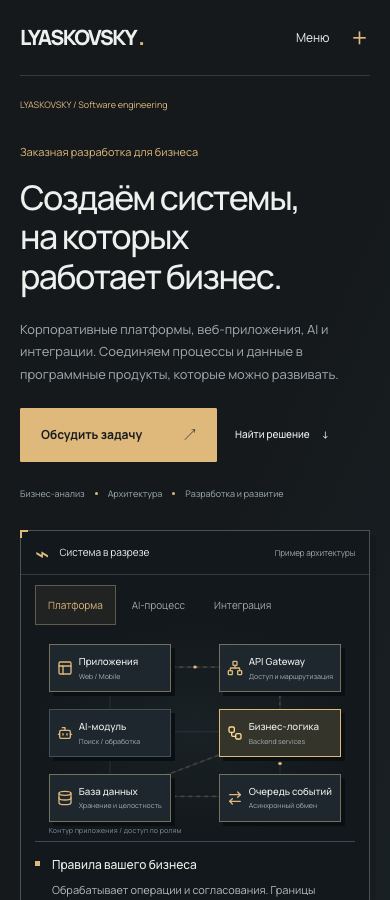 LYASKOVSKY.
Меню
LYASKOVSKY / Software engineering
Заказная разработка для бизнеса
Создаём системы,
на которых
работает бизнес.
Корпоративные платформы, веб-приложения, AI и
интеграции. Соединяем процессы и данные в
программные продукты, которые можно развивать.
Обсудить задачу
Найти решение ↓
Бизнес-анализ • Архитектура • Разработка и развитие
Система в разрезе
Пример архитектуры
Платформа
AI-процесс
Интеграция
Приложения
Web / Mobile
API Gateway
Доступ и маршрутизация
AI-модуль
Поиск / обработка
Бизнес-логика
Backend services
База данных
Хранение и целостность
Очередь событий
Асинхронный обмен
Контур приложения / доступ по ролям
Правила вашего бизнеса
Обрабатывает операции и согласования. Границы